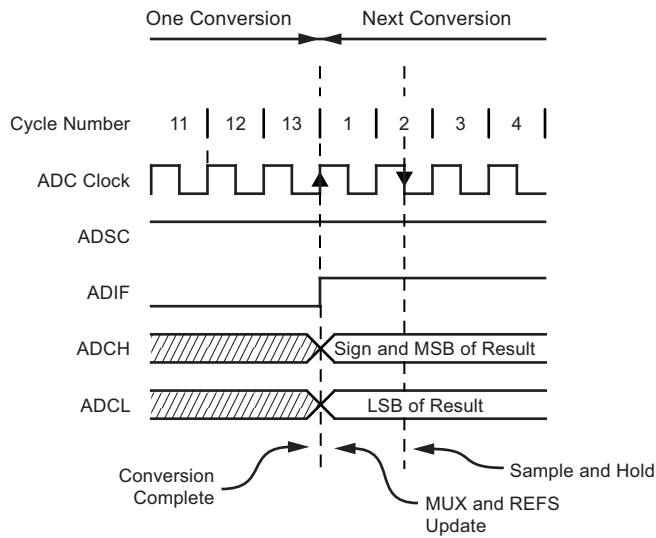 One Conversion
Next Conversion
Cycle Number
11
12
13
1
2
3
4
ADC Clock
ADSC
ADIF
ADCH
Sign and MSB of Result
ADCL
LSB of Result
Conversion
Complete
MUX and REFS
Update
Sample and Hold